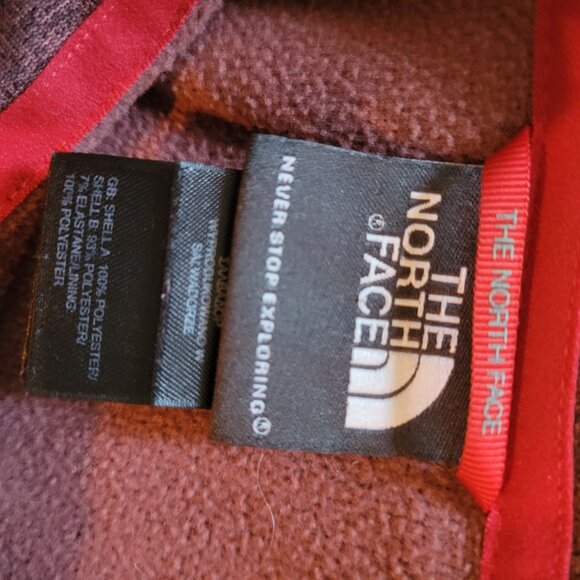 THE NORTH FACE
THE
NORTH
FACE
®
NEVER STOP EXPLORING®
GB: SHELL A 100% POLYESTER/
SHELL B. 93% POLYESTER/
7% ELASTANE/LINING:
100% POLYESTER